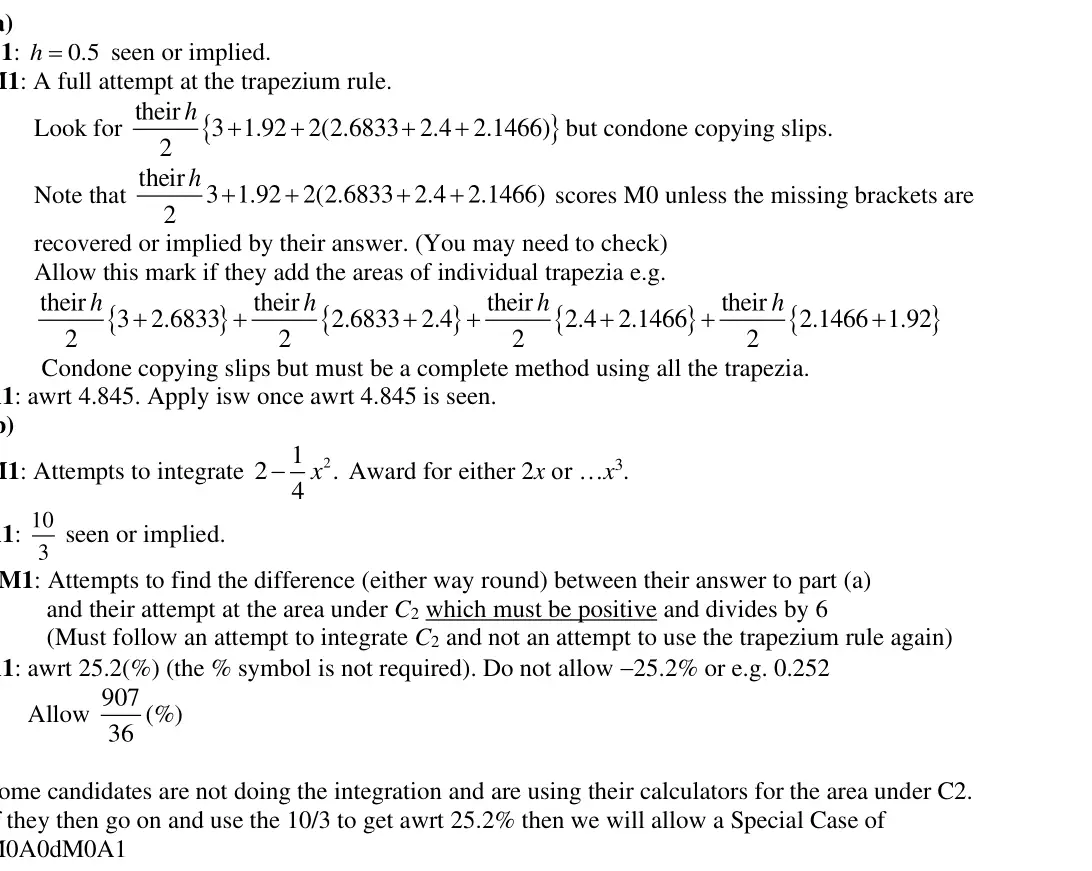 a)
1: h = 0.5 seen or implied.
M1: A full attempt at the trapezium rule.
Look for their h / 2 {3+1.92+2(2.6833+2.4+2.1466)} but condone copying slips.
Note that their h / 2 3+1.92+2(2.6833+2.4+2.1466) scores M0 unless the missing brackets are
recovered or implied by their answer. (You may need to check)
Allow this mark if they add the areas of individual trapezia e.g.
their h / 2 {3+2.6833} + their h / 2 {2.6833+2.4} + their h / 2 {2.4+2.1466} + their h / 2 {2.1466+1.92}
Condone copying slips but must be a complete method using all the trapezia.
1: awrt 4.845. Apply isw once awrt 4.845 is seen.
b)
M1: Attempts to integrate 2 − 1/4 x². Award for either 2x or …x³.
1: 10/3 seen or implied.
M1: Attempts to find the difference (either way round) between their answer to part (a)
and their attempt at the area under C₂ which must be positive and divides by 6
(Must follow an attempt to integrate C₂ and not an attempt to use the trapezium rule again)
1: awrt 25.2(%) (the % symbol is not required). Do not allow –25.2% or e.g. 0.252
Allow 907/36 (%)
ome candidates are not doing the integration and are using their calculators for the area under C2.
they then go on and use the 10/3 to get awrt 25.2% then we will allow a Special Case of
M0A0dM0A1